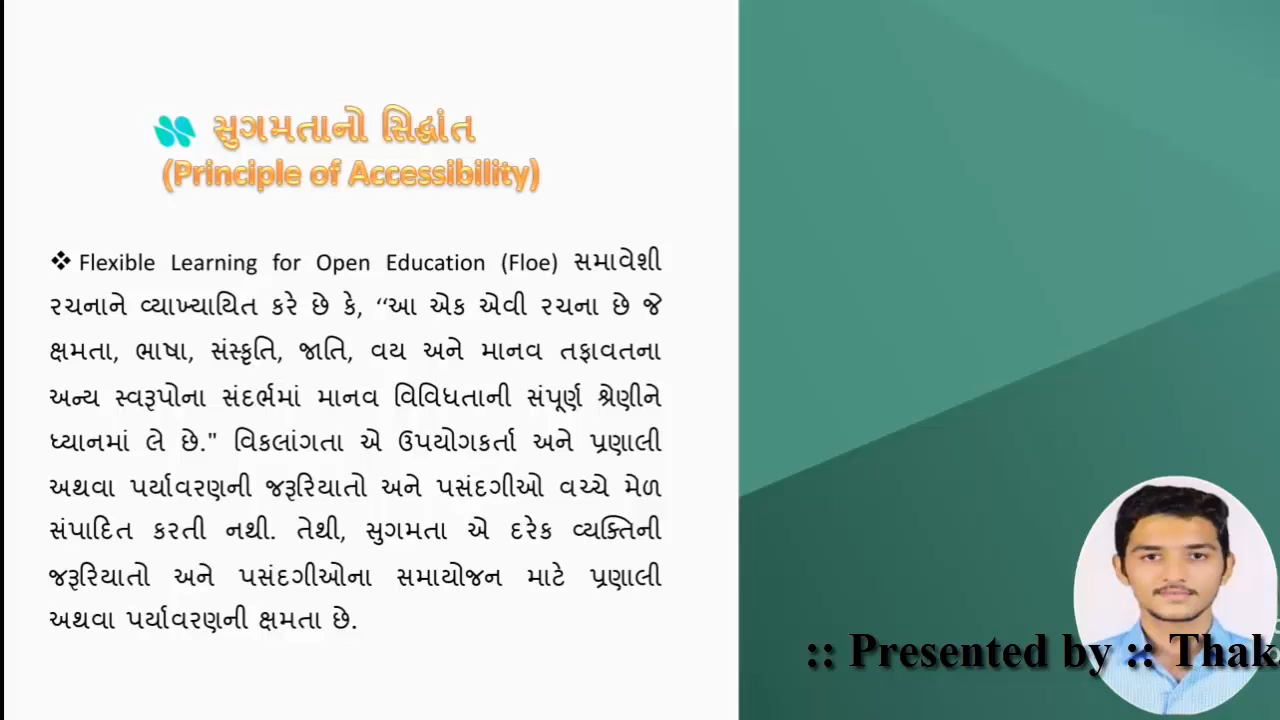 સુગમતાનો સિદ્ધાંત
(Principle of Accessibility)
❖ Flexible Learning for Open Education (Floe) સમાવેશી
રચનાને વ્યાખ્યાયિત કરે છે કે, ‘‘આ એક એવી રચના છે જે
ક્ષમતા, ભાષા, સંસ્કૃતિ, જાતિ, વય અને માનવ તફાવતના
અન્ય સ્વરૂપોના સંદર્ભમાં માનવ વિવિધતાની સંપૂર્ણ શ્રેણીને
ધ્યાનમાં લે છે." વિકલાંગતા એ ઉપયોગકર્તા અને પ્રણાલી
અથવા પર્યાવરણની જરૂરિયાતો અને પસંદગીઓ વચ્ચે મેળ
સંપાદિત કરતી નથી. તેથી, સુગમતા એ દરેક વ્યક્તિની
જરૂરિયાતો અને પસંદગીઓના સમાયોજન માટે પ્રણાલી
અથવા પર્યાવરણની ક્ષમતા છે.
:: Presented by ::